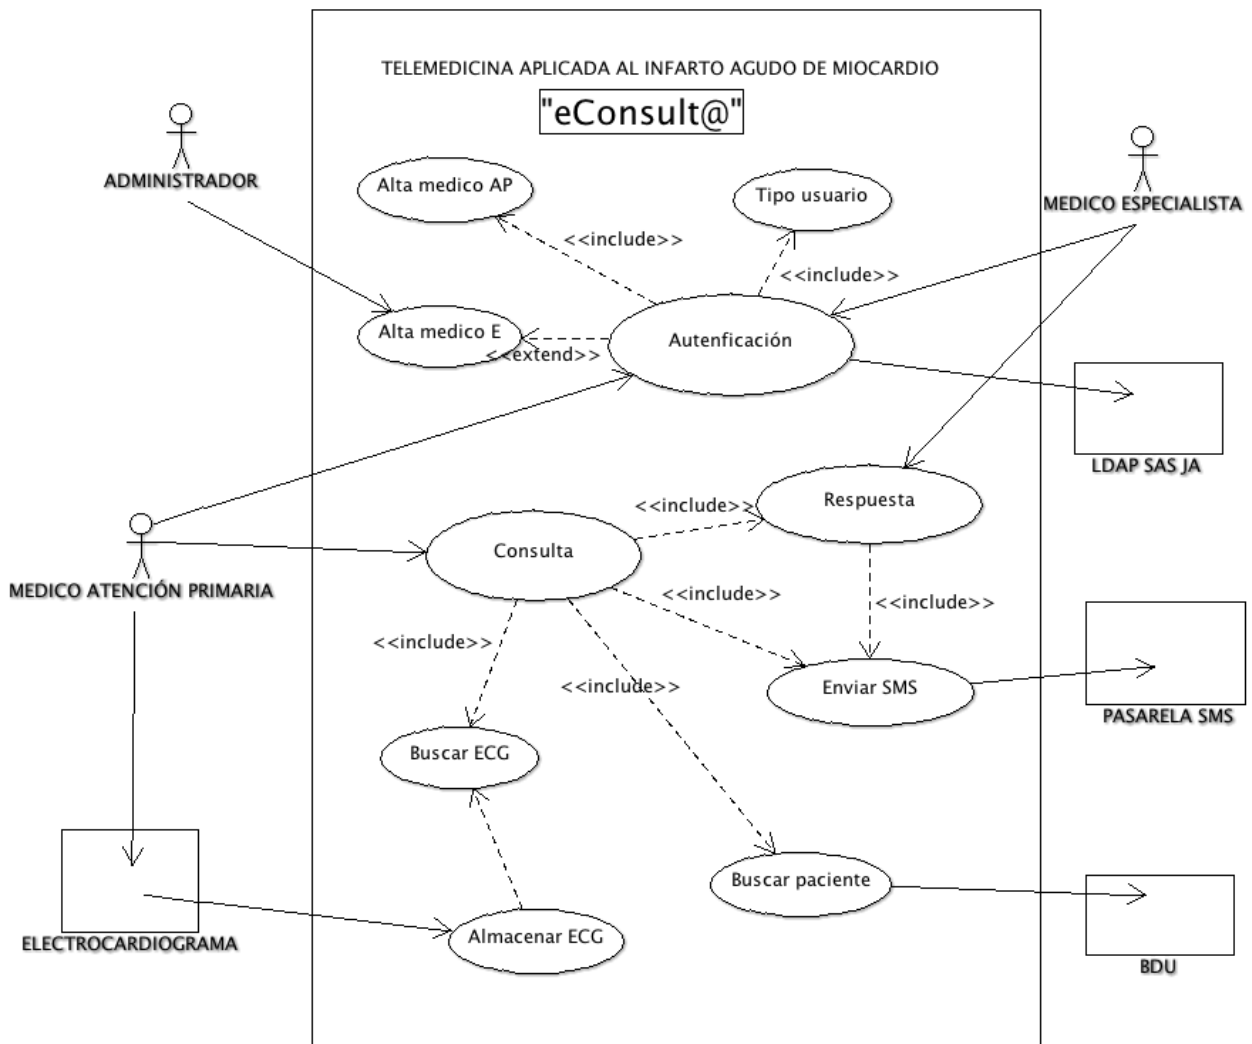 TELEMEDICINA APLICADA AL INFARTO AGUDO DE MIOCARDIO
"eConsult@"
ADMINISTRADOR
Alta medico AP
Tipo usuario
MEDICO ESPECIALISTA
<<include>>
<<include>>
Alta medico E
<<extend>>
Autenficación
LDAP SAS JA
Respuesta
<<include>>
Consulta
MEDICO ATENCIÓN PRIMARIA
<<include>>
<<include>>
<<include>>
<<include>>
Enviar SMS
PASARELA SMS
Buscar ECG
Buscar paciente
Almacenar ECG
ELECTROCARDIOGRAMA
BDU